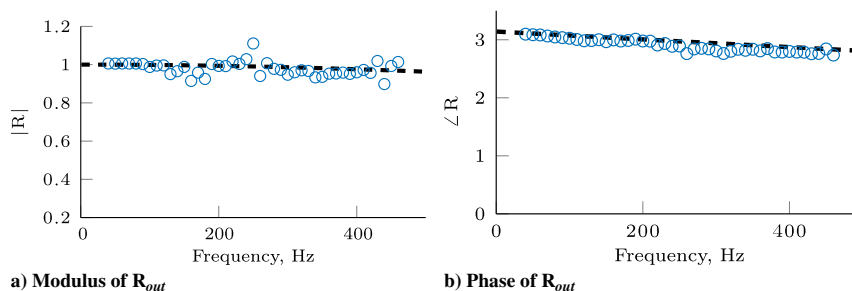 1.2
1
0.8
0.6
0.4
0.2
|R|
0
200
400
Frequency, Hz
a) Modulus of R_out
3
2
1
0
∠R
0
200
400
Frequency, Hz
b) Phase of R_out